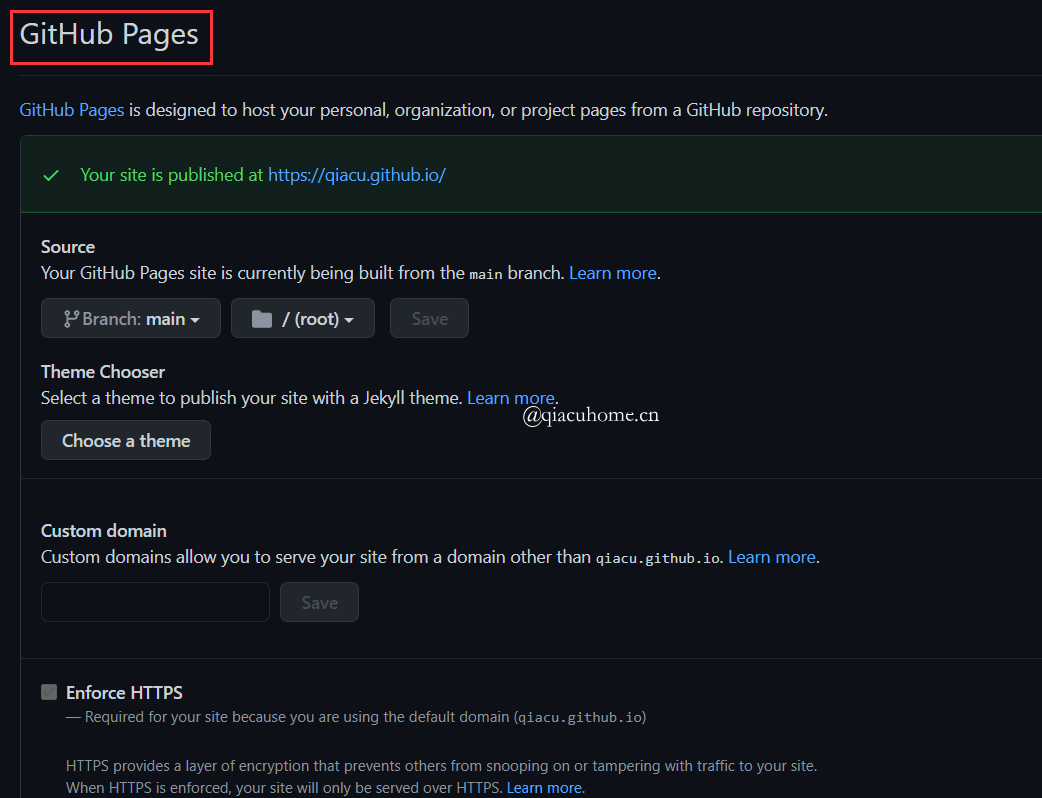 GitHub Pages
GitHub Pages is designed to host your personal, organization, or project pages from a GitHub repository.
Your site is published at https://qiacu.github.io/
Source
Your GitHub Pages site is currently being built from the main branch. Learn more.
Branch: main
/ (root)
Save
Theme Chooser
Select a theme to publish your site with a Jekyll theme. Learn more.
@qiacuhome.cn
Choose a theme
Custom domain
Custom domains allow you to serve your site from a domain other than qiacu.github.io. Learn more.
Save
Enforce HTTPS
— Required for your site because you are using the default domain (qiacu.github.io)
HTTPS provides a layer of encryption that prevents others from snooping on or tampering with traffic to your site.
When HTTPS is enforced, your site will only be served over HTTPS. Learn more.